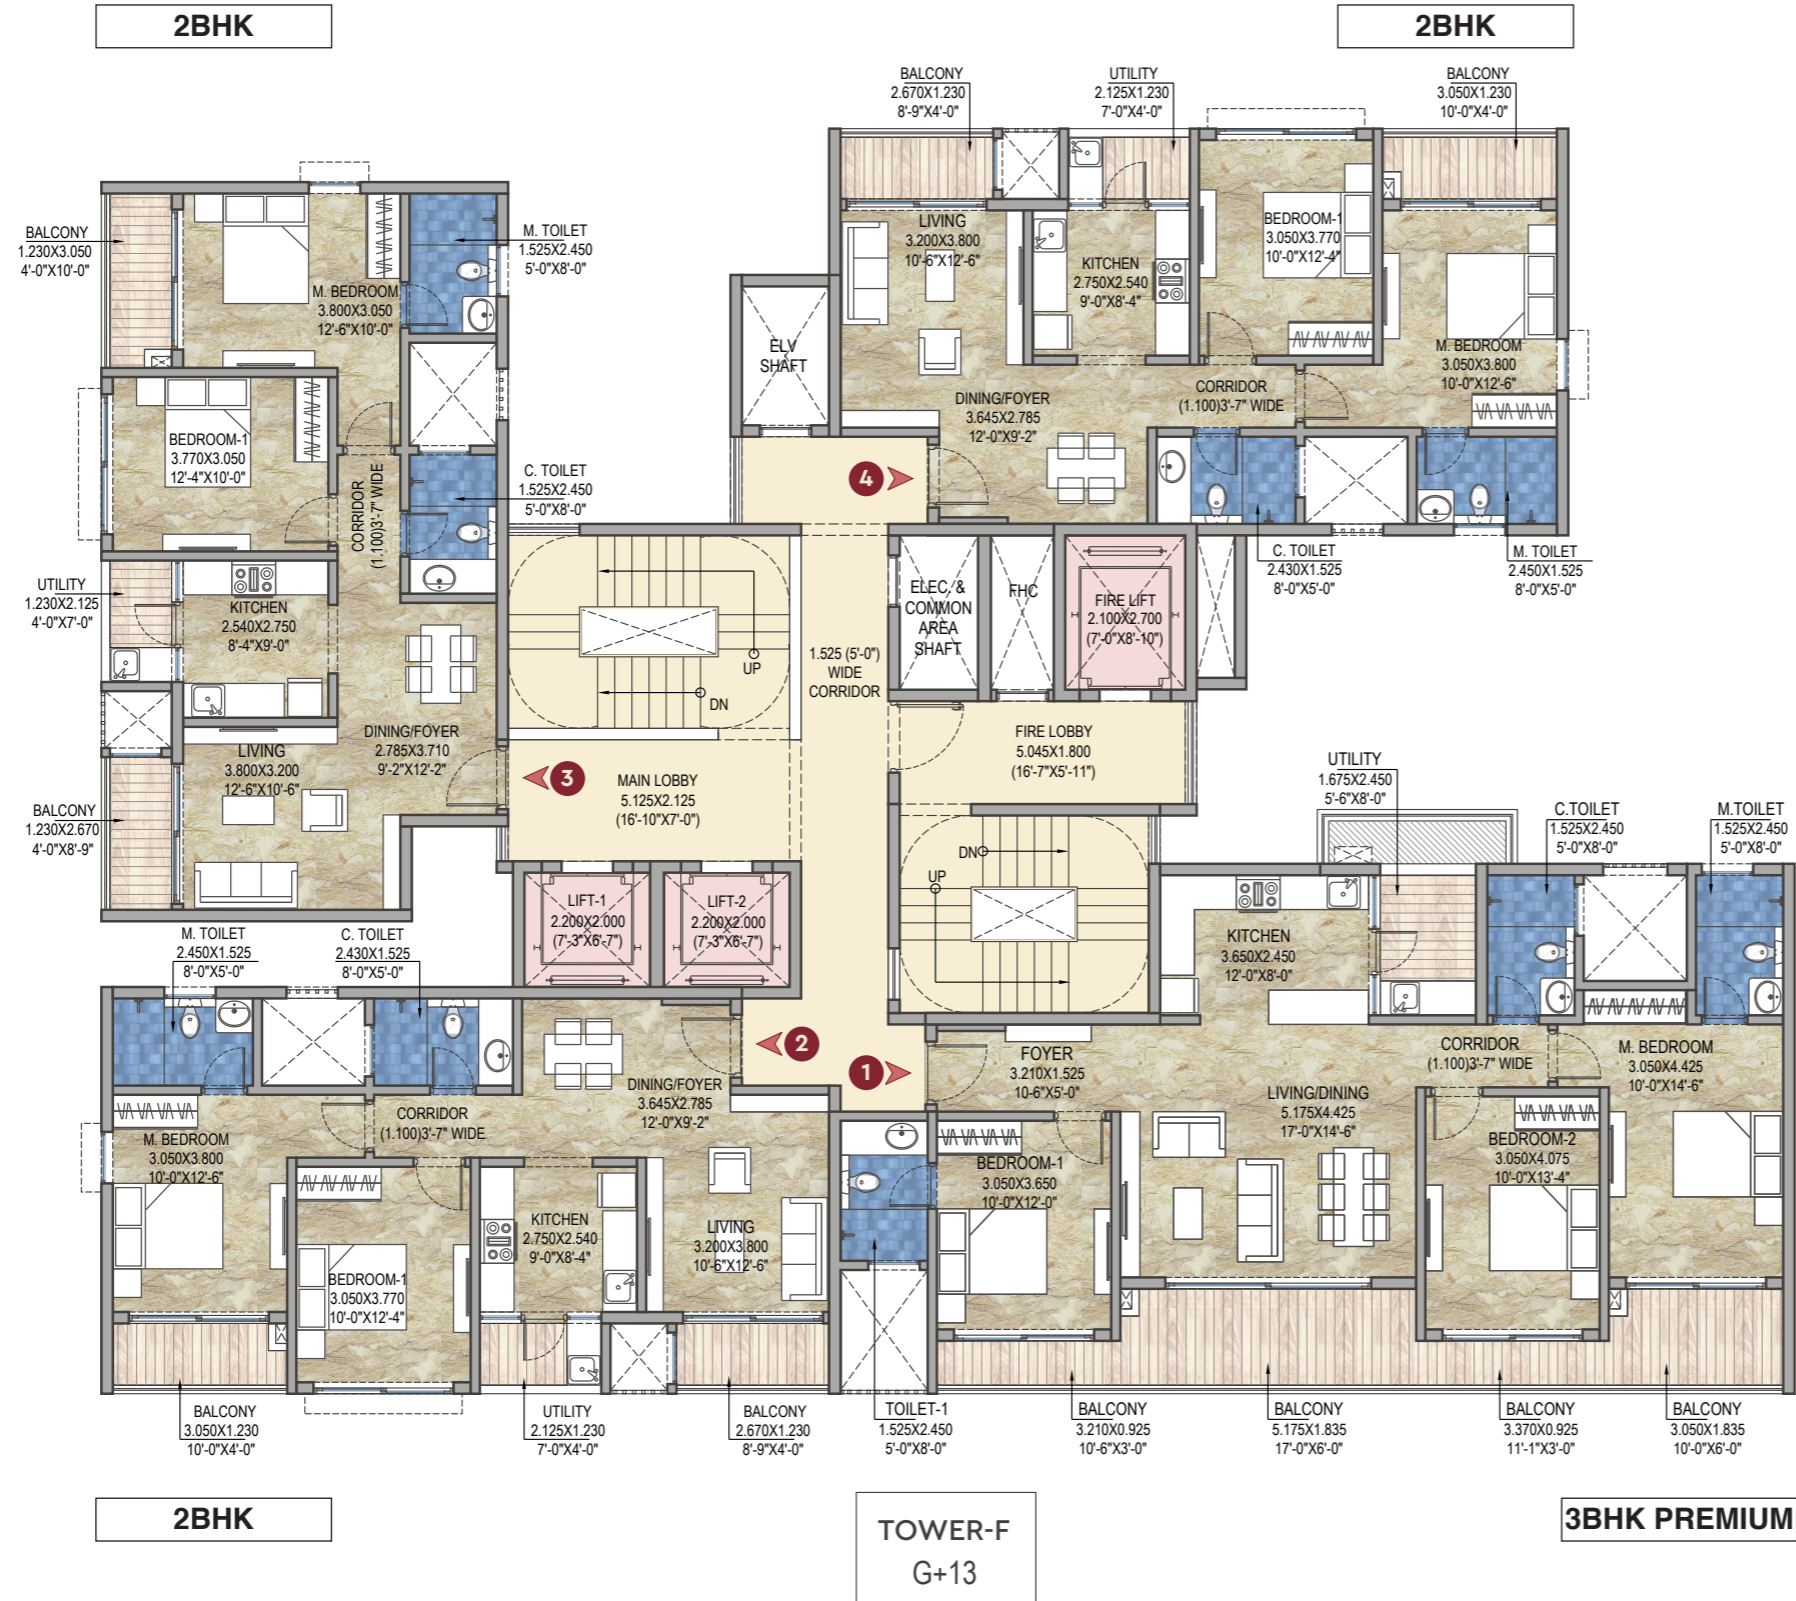 2BHK
2BHK
BALCONY
2.670X1.230
8'-9"X4'-0"
UTILITY
2.125X1.230
7'-0"X4'-0"
BALCONY
3.050X1.230
10'-0"X4'-0"
BALCONY
1.230X3.050
4'-0"X10'-0"
M. TOILET
1.525X2.450
5'-0"X8'-0"
M. BEDROOM
3.800X3.050
12'-6"X10'-0"
BEDROOM-1
3.770X3.050
12'-4"X10'-0"
C. TOILET
1.525X2.450
5'-0"X8'-0"
CORRIDOR
(1.100)3'-7" WIDE
UTILITY
1.230X2.125
4'-0"X7'-0"
KITCHEN
2.540X2.750
8'-4"X9'-0"
DINING/FOYER
2.785X3.710
9'-2"X12'-2"
LIVING
3.800X3.200
12'-6"X10'-6"
BALCONY
1.230X2.670
4'-0"X8'-9"
3
ELV
SHAFT
LIVING
3.200X3.800
10'-6"X12'-6"
KITCHEN
2.750X2.540
9'-0"X8'-4"
BEDROOM-1
3.050X3.770
10'-0"X12'-4"
M. BEDROOM
3.050X3.800
10'-0"X12'-6"
DINING/FOYER
3.645X2.785
12'-0"X9'-2"
CORRIDOR
(1.100)3'-7" WIDE
4
C. TOILET
2.430X1.525
8'-0"X5'-0"
M. TOILET
2.450X1.525
8'-0"X5'-0"
UP
DN
1.525 (5'-0")
WIDE
CORRIDOR
ELEC. &
COMMON
AREA
SHAFT
FHC
FIRE LIFT
2.100X2.700
(7'-0"X8'-10")
FIRE LOBBY
5.045X1.800
(16'-7"X5'-11")
MAIN LOBBY
5.125X2.125
(16'-10"X7'-0")
LIFT-1
2.200X2.000
(7'-3"X6'-7")
LIFT-2
2.200X2.000
(7'-3"X6'-7")
DN
UP
UTILITY
1.675X2.450
5'-6"X8'-0"
C.TOILET
1.525X2.450
5'-0"X8'-0"
M.TOILET
1.525X2.450
5'-0"X8'-0"
KITCHEN
3.650X2.450
12'-0"X8'-0"
M. TOILET
2.450X1.525
8'-0"X5'-0"
C. TOILET
2.430X1.525
8'-0"X5'-0"
2
1
FOYER
3.210X1.525
10-6"X5'-0"
CORRIDOR
(1.100)3'-7" WIDE
M. BEDROOM
3.050X4.425
10'-0"X14'-6"
LIVING/DINING
5.175X4.425
17'-0"X14'-6"
BEDROOM-2
3.050X4.075
10'-0"X13'-4"
BEDROOM-1
3.050X3.650
10'-0"X12'-0"
DINING/FOYER
3.645X2.785
12'-0"X9'-2"
CORRIDOR
(1.100)3'-7" WIDE
M. BEDROOM
3.050X3.800
10'-0"X12'-6"
BEDROOM-1
3.050X3.770
10'-0"X12'-4"
KITCHEN
2.750X2.540
9'-0"X8'-4"
LIVING
3.200X3.800
10'-6"X12'-6"
BALCONY
3.050X1.230
10'-0"X4'-0"
UTILITY
2.125X1.230
7'-0"X4'-0"
BALCONY
2.670X1.230
8'-9"X4'-0"
TOILET-1
1.525X2.450
5'-0"X8'-0"
BALCONY
3.210X0.925
10'-6"X3'-0"
BALCONY
5.175X1.835
17'-0"X6'-0"
BALCONY
3.370X0.925
11'-1"X3'-0"
BALCONY
3.050X1.835
10'-0"X6'-0"
2BHK
TOWER-F
G+13
3BHK PREMIUM